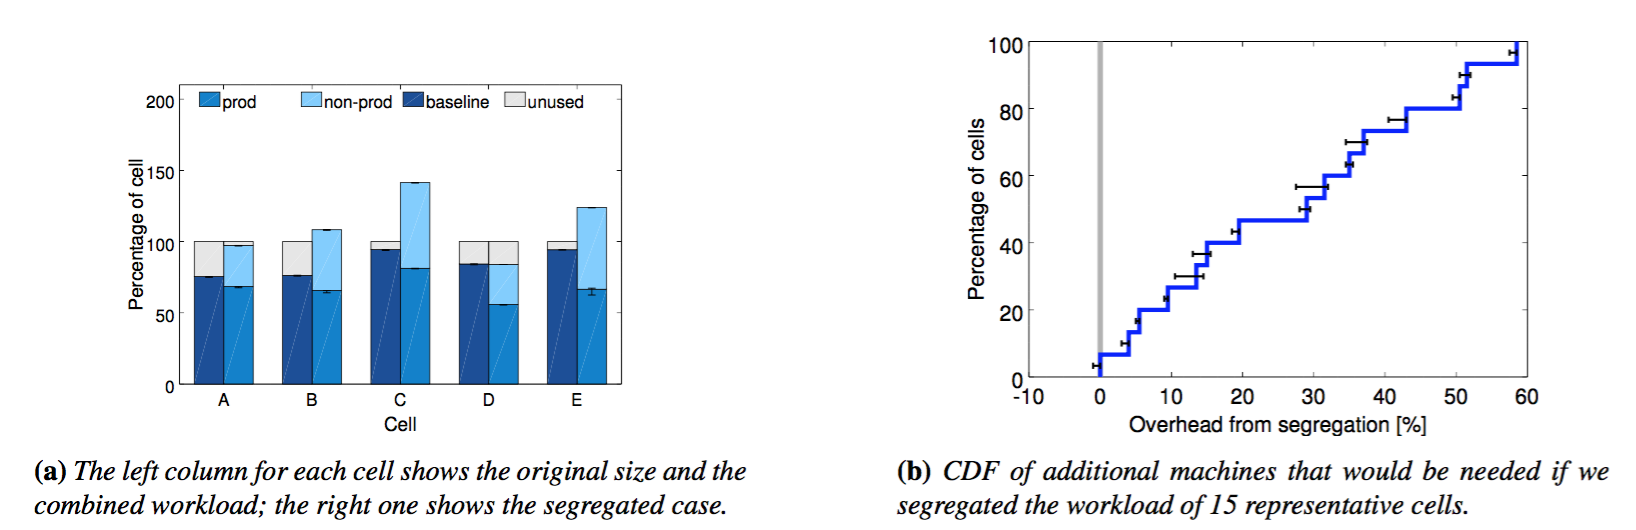 200
150
100
50
0
Percentage of cell
prod non-prod baseline unused
A B C D E
Cell
(a) The left column for each cell shows the original size and the
combined workload; the right one shows the segregated case.
100
80
60
40
20
0
Percentage of cells
-10 0 10 20 30 40 50 60
Overhead from segregation [%]
(b) CDF of additional machines that would be needed if we
segregated the workload of 15 representative cells.